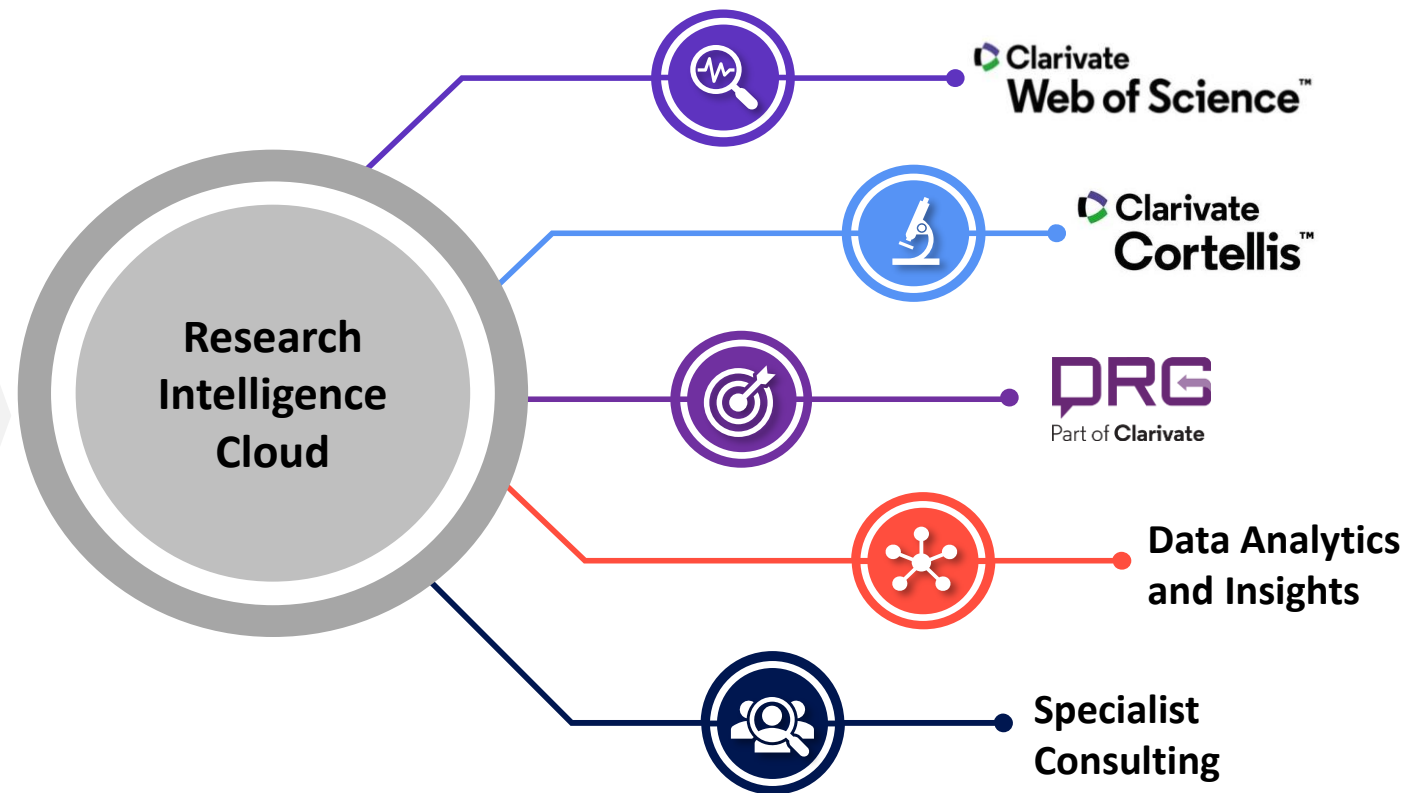 Clarivate
Web of Science™
Clarivate
Cortellis™
Research
Intelligence
Cloud
DRG
Part of Clarivate
Data Analytics
and Insights
Specialist
Consulting